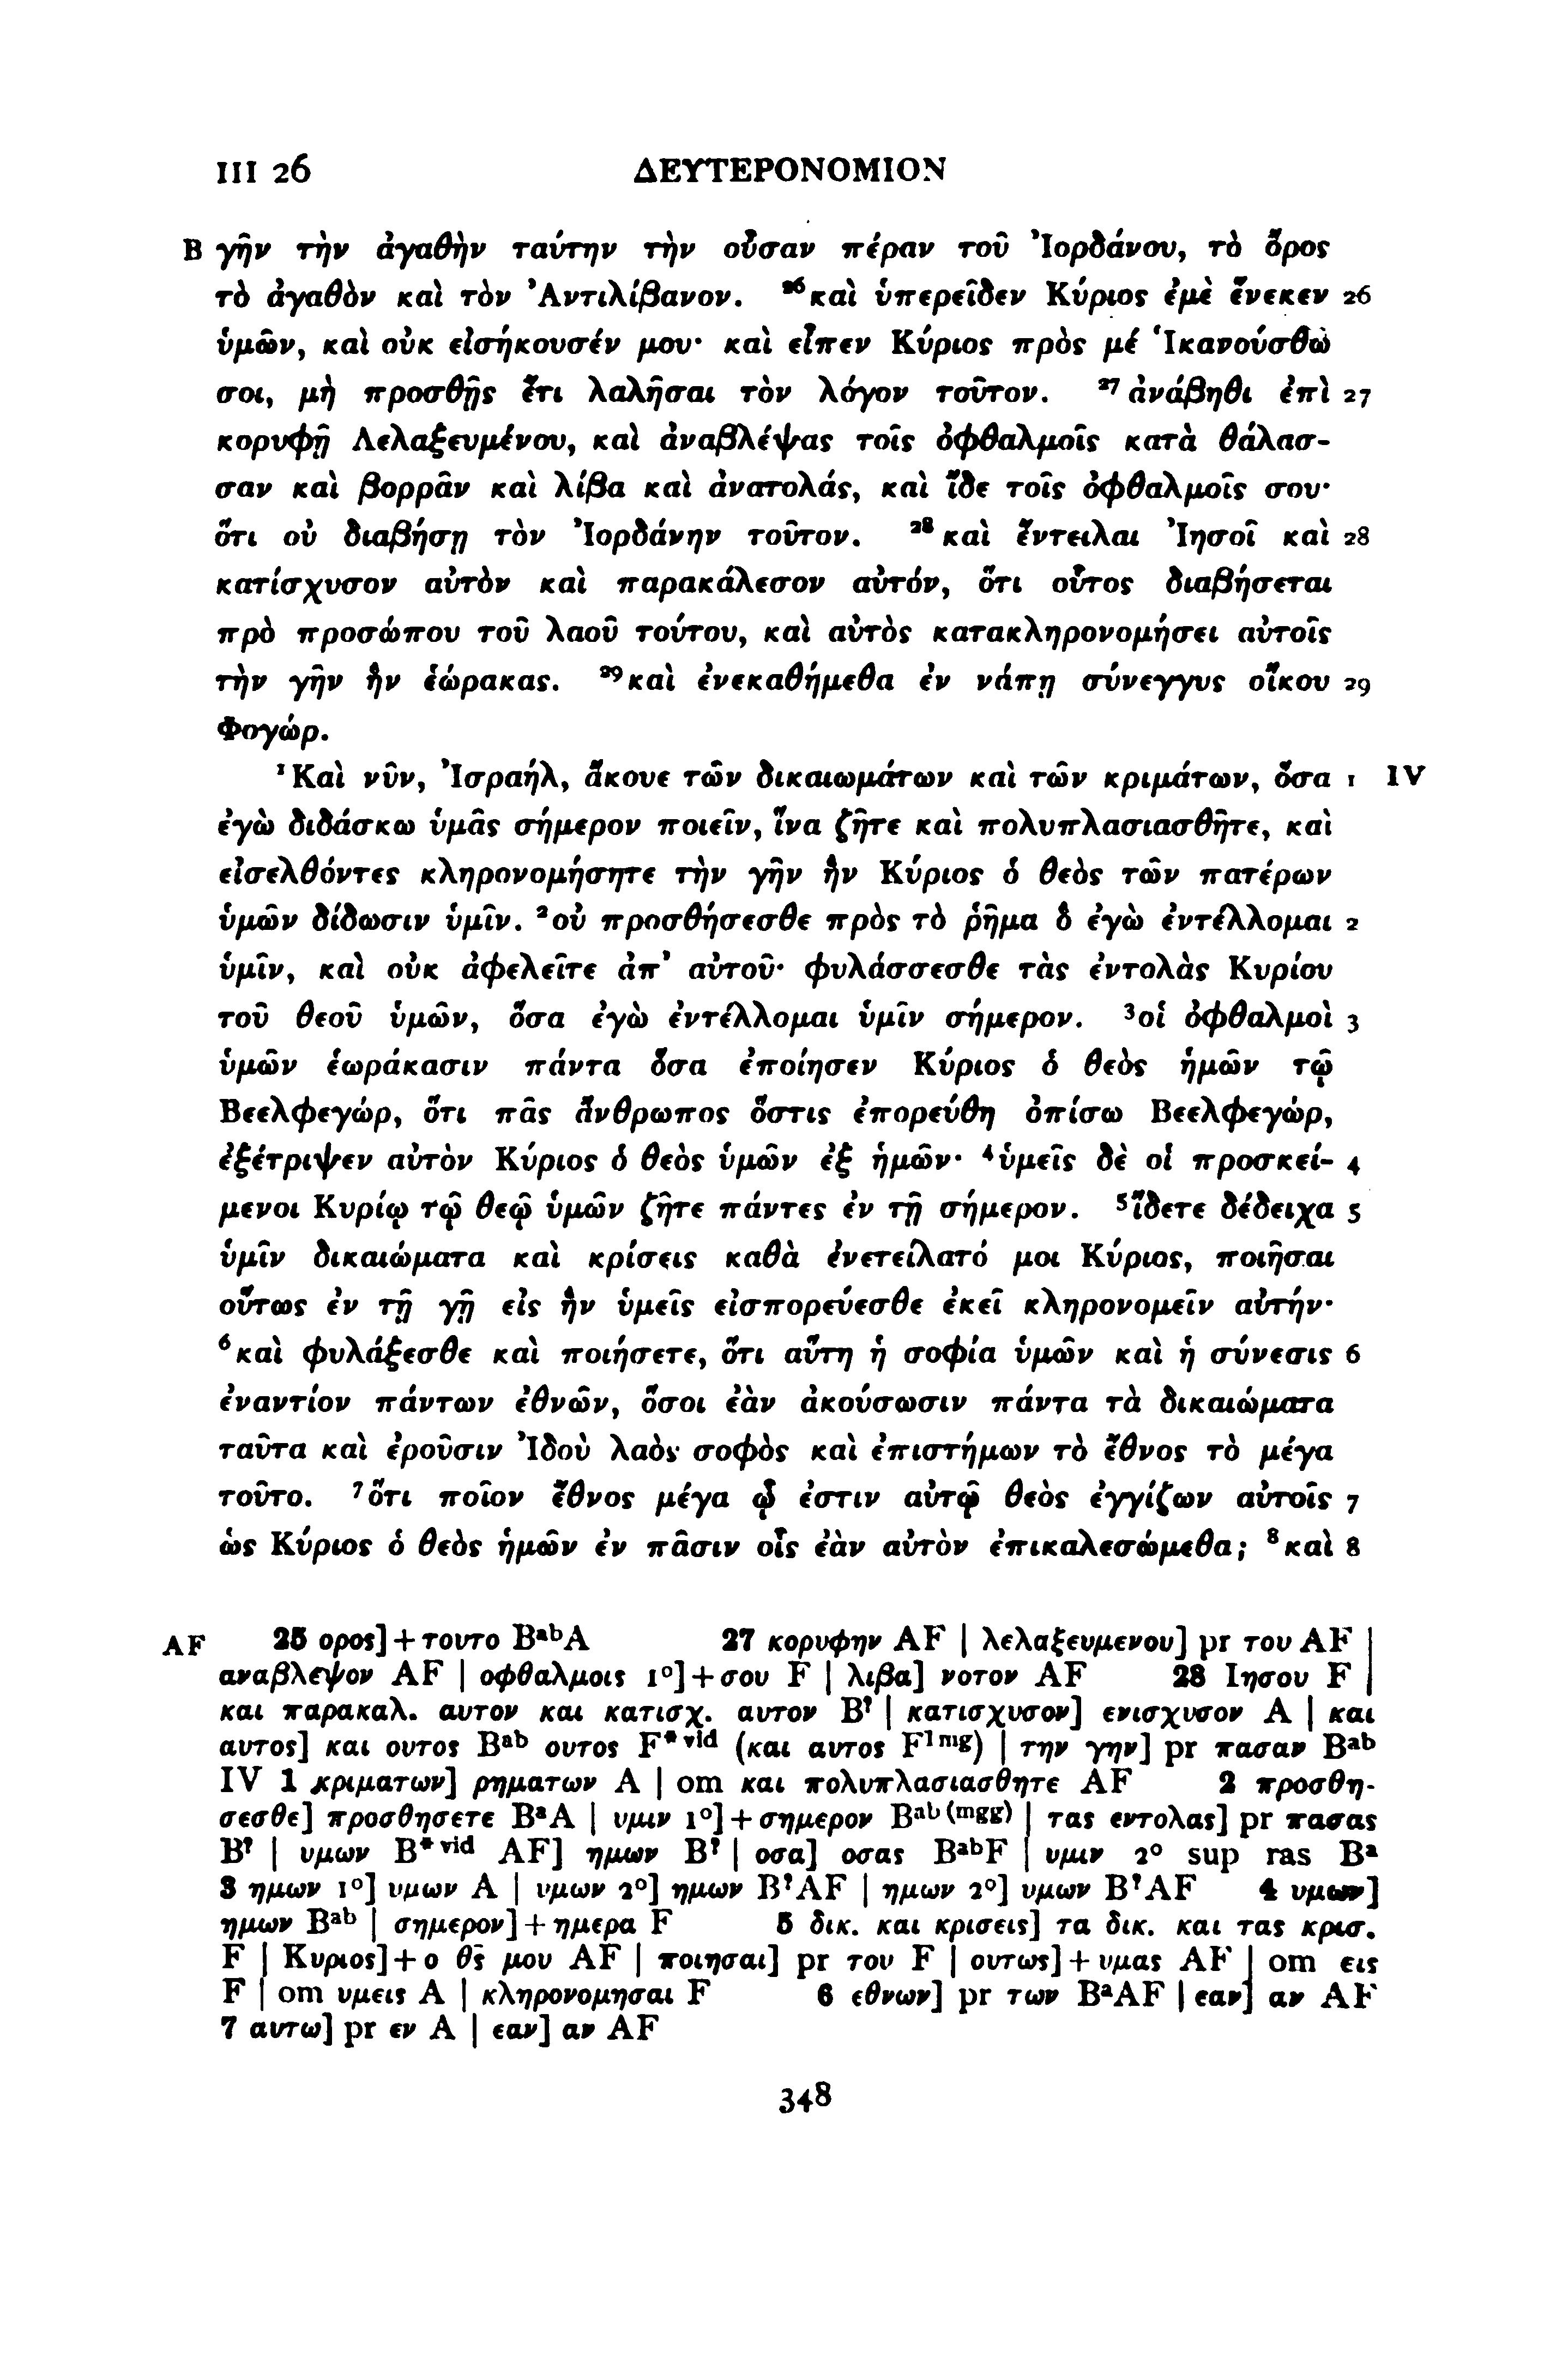 III 26 ΔΕΥΤΕΡΟΝΟΜΙΟΝ
B γῆν τὴν ἀγαθὴν ταύτην τὴν οὖσαν πέραν τοῦ Ἰορδάνου, τὸ ὄρος
τὸ ἀγαθὸν καὶ τὸν Ἀντιλίβανον. ²⁶καὶ ὑπερεῖδεν Κύριος ἐμὲ ἕνεκεν 26
ὑμῶν, καὶ οὐκ εἰσήκουσέν μου· καὶ εἶπεν Κύριος πρὸς μέ Ἱκανούσθω
σοι, μὴ προσθῇς ἔτι λαλῆσαι τὸν λόγον τοῦτον. ²⁷ἀνάβηθι ἐπὶ 27
κορυφῇ Λελαξευμένου, καὶ ἀναβλέψας τοῖς ὀφθαλμοῖς κατὰ θάλασ-
σαν καὶ βορρᾶν καὶ λίβα καὶ ἀνατολάς, καὶ ἴδε τοῖς ὀφθαλμοῖς σου·
ὅτι οὐ διαβήσῃ τὸν Ἰορδάνην τοῦτον. ²⁸καὶ ἔντειλαι Ἰησοῖ καὶ 28
κατίσχυσον αὐτὸν καὶ παρακάλεσον αὐτόν, ὅτι οὗτος διαβήσεται
πρὸ προσώπου τοῦ λαοῦ τούτου, καὶ αὐτὸς κατακληρονομήσει αὐτοῖς
τὴν γῆν ἣν ἑώρακας. ²⁹καὶ ἐνεκαθήμεθα ἐν νάπῃ σύνεγγυς οἴκου 29
Φογώρ.
¹Καὶ νῦν, Ἰσραήλ, ἄκουε τῶν δικαιωμάτων καὶ τῶν κριμάτων, ὅσα 1 IV
ἐγὼ διδάσκω ὑμᾶς σήμερον ποιεῖν, ἵνα ζῆτε καὶ πολυπλασιασθῆτε, καὶ
εἰσελθόντες κληρονομήσητε τὴν γῆν ἣν Κύριος ὁ θεὸς τῶν πατέρων
ὑμῶν δίδωσιν ὑμῖν. ²οὐ προσθήσεσθε πρὸς τὸ ῥῆμα ὃ ἐγὼ ἐντέλλομαι 2
ὑμῖν, καὶ οὐκ ἀφελεῖτε ἀπ' αὐτοῦ· φυλάσσεσθε τὰς ἐντολὰς Κυρίου
τοῦ θεοῦ ὑμῶν, ὅσα ἐγὼ ἐντέλλομαι ὑμῖν σήμερον. ³οἱ ὀφθαλμοὶ 3
ὑμῶν ἑωράκασιν πάντα ὅσα ἐποίησεν Κύριος ὁ θεὸς ἡμῶν τῷ
Βεελφεγώρ, ὅτι πᾶς ἄνθρωπος ὅστις ἐπορεύθη ὀπίσω Βεελφεγώρ,
ἐξέτριψεν αὐτὸν Κύριος ὁ θεὸς ὑμῶν ἐξ ἡμῶν· ⁴ὑμεῖς δὲ οἱ προσκεί- 4
μενοι Κυρίῳ τῷ θεῷ ὑμῶν ζῆτε πάντες ἐν τῇ σήμερον. ⁵ἴδετε δέδειχα 5
ὑμῖν δικαιώματα καὶ κρίσεις καθὰ ἐνετείλατό μοι Κύριος, ποιῆσαι
οὕτως ἐν τῇ γῇ εἰς ἣν ὑμεῖς εἰσπορεύεσθε ἐκεῖ κληρονομεῖν αὐτήν·
⁶καὶ φυλάξεσθε καὶ ποιήσετε, ὅτι αὕτη ἡ σοφία ὑμῶν καὶ ἡ σύνεσις 6
ἐναντίον πάντων ἐθνῶν, ὅσοι ἐὰν ἀκούσωσιν πάντα τὰ δικαιώματα
ταῦτα καὶ ἐροῦσιν Ἰδοὺ λαὸς σοφὸς καὶ ἐπιστήμων τὸ ἔθνος τὸ μέγα
τοῦτο. ⁷ὅτι ποῖον ἔθνος μέγα ᾧ ἐστιν αὐτῷ θεὸς ἐγγίζων αὐτοῖς 7
ὡς Κύριος ὁ θεὸς ἡμῶν ἐν πᾶσιν οἷς ἐὰν αὐτὸν ἐπικαλεσώμεθα; ⁸καὶ 8
AF 25 ορος]+τουτο BᵃᵇA 27 κορυφην AF | λελαξευμενου] pr του AF |
αναβλεψον AF | οφθαλμοις 1°]+σου F | λιβα] νοτον AF 28 Ιησου F |
και παρακαλ. αυτον και κατισχ. αυτον B? | κατισχυσον] ενισχυσον A | και
αυτος] και ουτος Bᵃᵇ ουτος F*ᵛⁱᵈ (και αυτος F¹ᵐᵍ) | την γην] pr πασαν Bᵃᵇ
IV 1 κριματων] ρηματων A | om και πολυπλασιασθητε AF 2 προσθη-
σεσθε] προσθησετε BᵃA | υμιν 1°]+σημερον Bᵃᵇ⁽ᵐᵍᵍ⁾ | τας εντολας] pr πασας
B? | υμων B*ᵛⁱᵈ AF] ημων B? | οσα] οσας BᵃᵇF | υμιν 2° sup ras Bᵃ
3 ημων 1°] υμων A | υμων 2°] ημων B?AF | ημων 2°] υμων B?AF 4 υμων]
ημων Bᵃᵇ | σημερον]+ημερα F 5 δικ. και κρισεις] τα δικ. και τας κρισ.
F | Κυριος]+ο θ̅ς̅ μου AF | ποιησαι] pr του F | ουτως]+υμας AF | om εις
F | om υμεις A | κληρονομησαι F 6 εθνων] pr των BᵃAF | εαν] αν AF
7 αυτω] pr εν A | εαν] αν AF
348